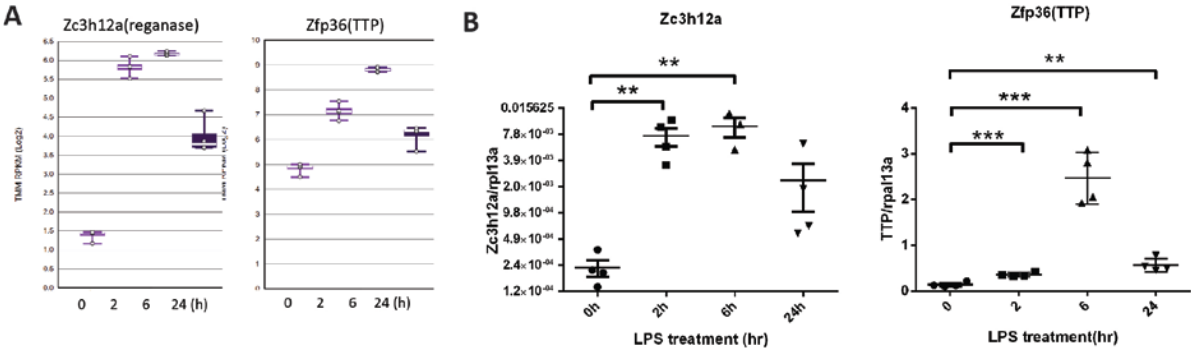 A
Zc3h12a(reganase)
TMM RPKM (Log2)
6.5
6.0
5.5
5.0
4.5
4.0
3.5
3.0
2.5
2.0
1.5
1.0
0.5
0.0
0 2 6 24 (h)
Zfp36(TTP)
10
9
8
7
6
5
4
3
2
1
0
0 2 6 24 (h)
B
Zc3h12a
** **
Zc3h12a/rpl13a
0.015625
7.8×10⁻⁰³
3.9×10⁻⁰³
2.0×10⁻⁰³
9.8×10⁻⁰⁴
4.9×10⁻⁰⁴
2.4×10⁻⁰⁴
1.2×10⁻⁰⁴
0h 2h 6h 24h
LPS treatment (hr)
Zfp36(TTP)
**
***
***
TTP/rpal13a
4
3
2
1
0
0 2 6 24
LPS treatment(hr)